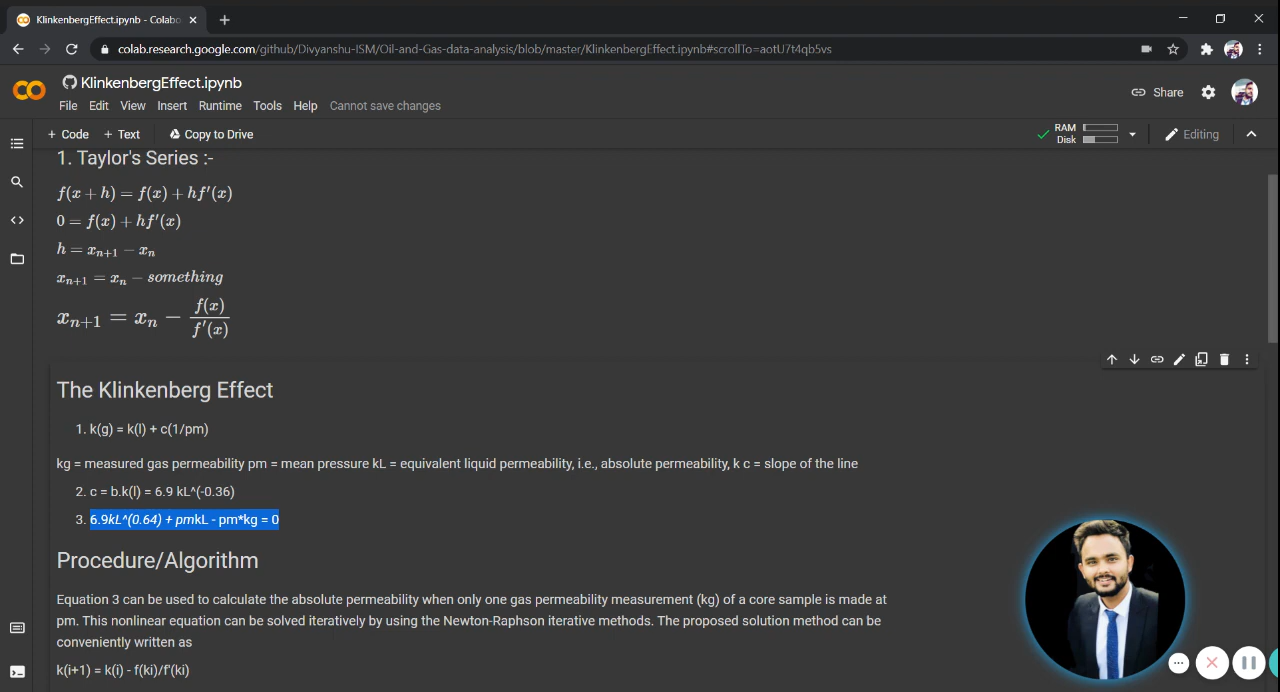 KlinkenbergEffect.ipynb - Colabo
colab.research.google.com/github/Divyanshu-ISM/Oil-and-Gas-data-analysis/blob/master/KlinkenbergEffect.ipynb#scrollTo=aotU7t4qb5vs
KlinkenbergEffect.ipynb
File Edit View Insert Runtime Tools Help Cannot save changes
Share
+ Code + Text Copy to Drive
RAM
Disk
Editing
1. Taylor's Series :-
f(x + h) = f(x) + hf′(x)
0 = f(x) + hf′(x)
h = xₙ₊₁ − xₙ
xₙ₊₁ = xₙ − something
xₙ₊₁ = xₙ − f(x)/f′(x)
The Klinkenberg Effect
1. k(g) = k(l) + c(1/pm)
kg = measured gas permeability pm = mean pressure kL = equivalent liquid permeability, i.e., absolute permeability, k c = slope of the line
2. c = b.k(l) = 6.9 kL^(-0.36)
3. 6.9kL^(0.64) + pmkL - pm*kg = 0
Procedure/Algorithm
Equation 3 can be used to calculate the absolute permeability when only one gas permeability measurement (kg) of a core sample is made at
pm. This nonlinear equation can be solved iteratively by using the Newton-Raphson iterative methods. The proposed solution method can be
conveniently written as
k(i+1) = k(i) - f(ki)/f'(ki)